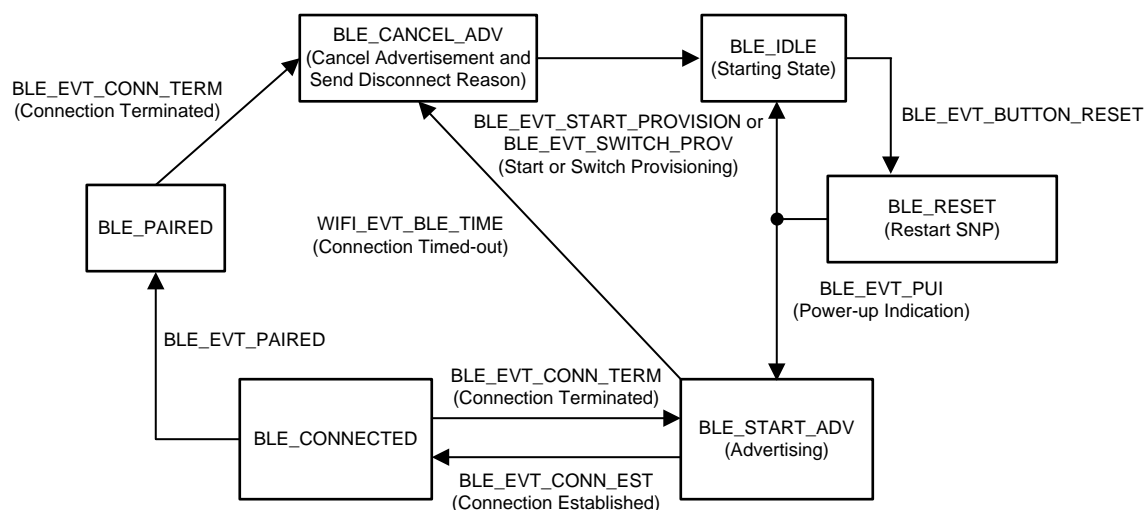 BLE_CANCEL_ADV
(Cancel Advertisement and
Send Disconnect Reason)
BLE_IDLE
(Starting State)
BLE_EVT_CONN_TERM
(Connection Terminated)
BLE_EVT_START_PROVISION or
BLE_EVT_SWITCH_PROV
(Start or Switch Provisioning)
BLE_EVT_BUTTON_RESET
BLE_PAIRED
WIFI_EVT_BLE_TIME
(Connection Timed-out)
BLE_RESET
(Restart SNP)
BLE_EVT_PUI
(Power-up Indication)
BLE_EVT_PAIRED
BLE_EVT_CONN_TERM
(Connection Terminated)
BLE_CONNECTED
BLE_START_ADV
(Advertising)
BLE_EVT_CONN_EST
(Connection Established)